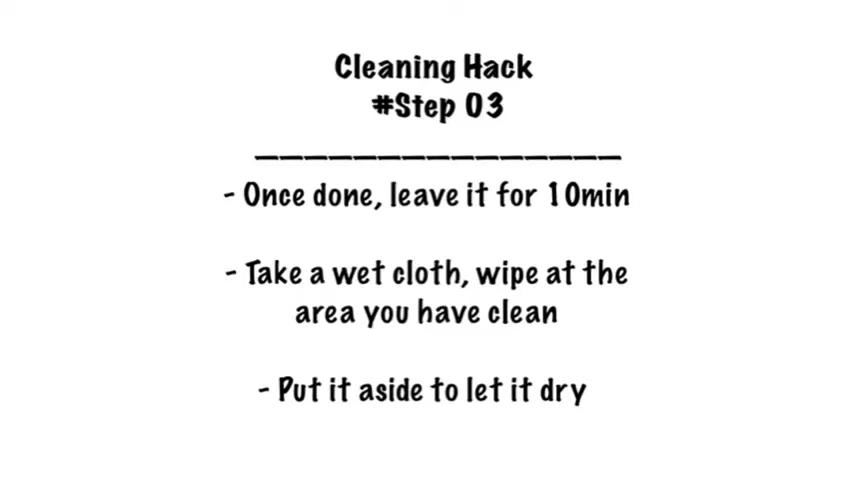 Cleaning Hack
#Step 03
_______________
- Once done, leave it for 10min
- Take a wet cloth, wipe at the
area you have clean
- Put it aside to let it dry